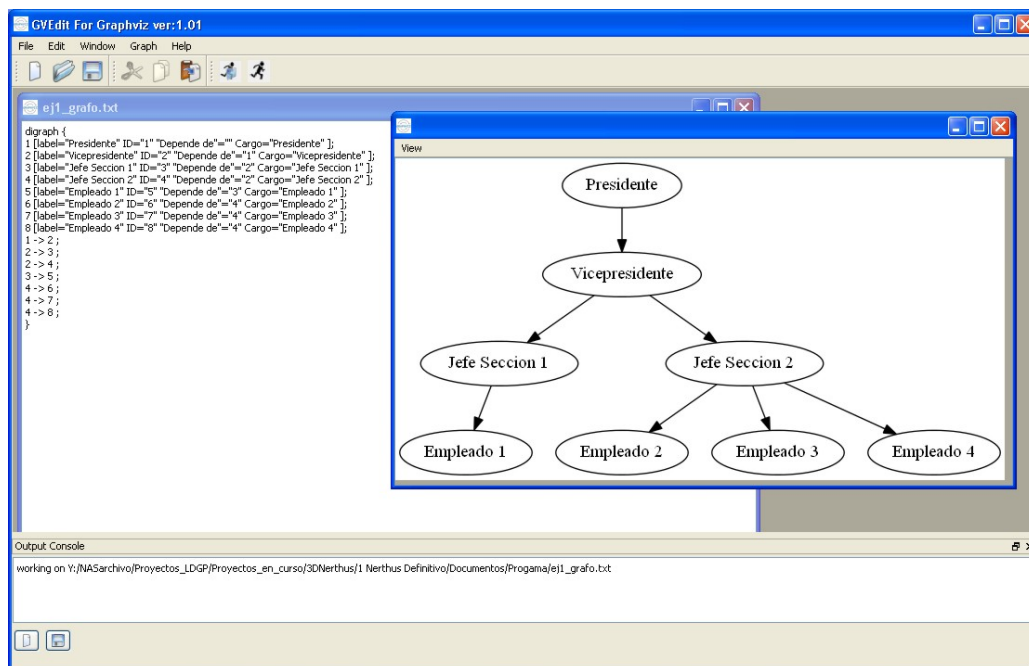 GVEdit For Graphviz ver:1.01
File Edit Window Graph Help
ej1_grafo.txt
digraph {
1 [label="Presidente" ID="1" "Depende de"="" Cargo="Presidente" ];
2 [label="Vicepresidente" ID="2" "Depende de"="1" Cargo="Vicepresidente" ];
3 [label="Jefe Seccion 1" ID="3" "Depende de"="2" Cargo="Jefe Seccion 1" ];
4 [label="Jefe Seccion 2" ID="4" "Depende de"="2" Cargo="Jefe Seccion 2" ];
5 [label="Empleado 1" ID="5" "Depende de"="3" Cargo="Empleado 1" ];
6 [label="Empleado 2" ID="6" "Depende de"="4" Cargo="Empleado 2" ];
7 [label="Empleado 3" ID="7" "Depende de"="4" Cargo="Empleado 3" ];
8 [label="Empleado 4" ID="8" "Depende de"="4" Cargo="Empleado 4" ];
1 -> 2 ;
2 -> 3 ;
2 -> 4 ;
3 -> 5 ;
4 -> 6 ;
4 -> 7 ;
4 -> 8 ;
}
View
Presidente
Vicepresidente
Jefe Seccion 1 Jefe Seccion 2
Empleado 1 Empleado 2 Empleado 3 Empleado 4
Output Console
working on Y:/NASarchivo/Proyectos_LDGP/Proyectos_en_curso/3DNerthus/1 Nerthus Definitivo/Documentos/Progama/ej1_grafo.txt